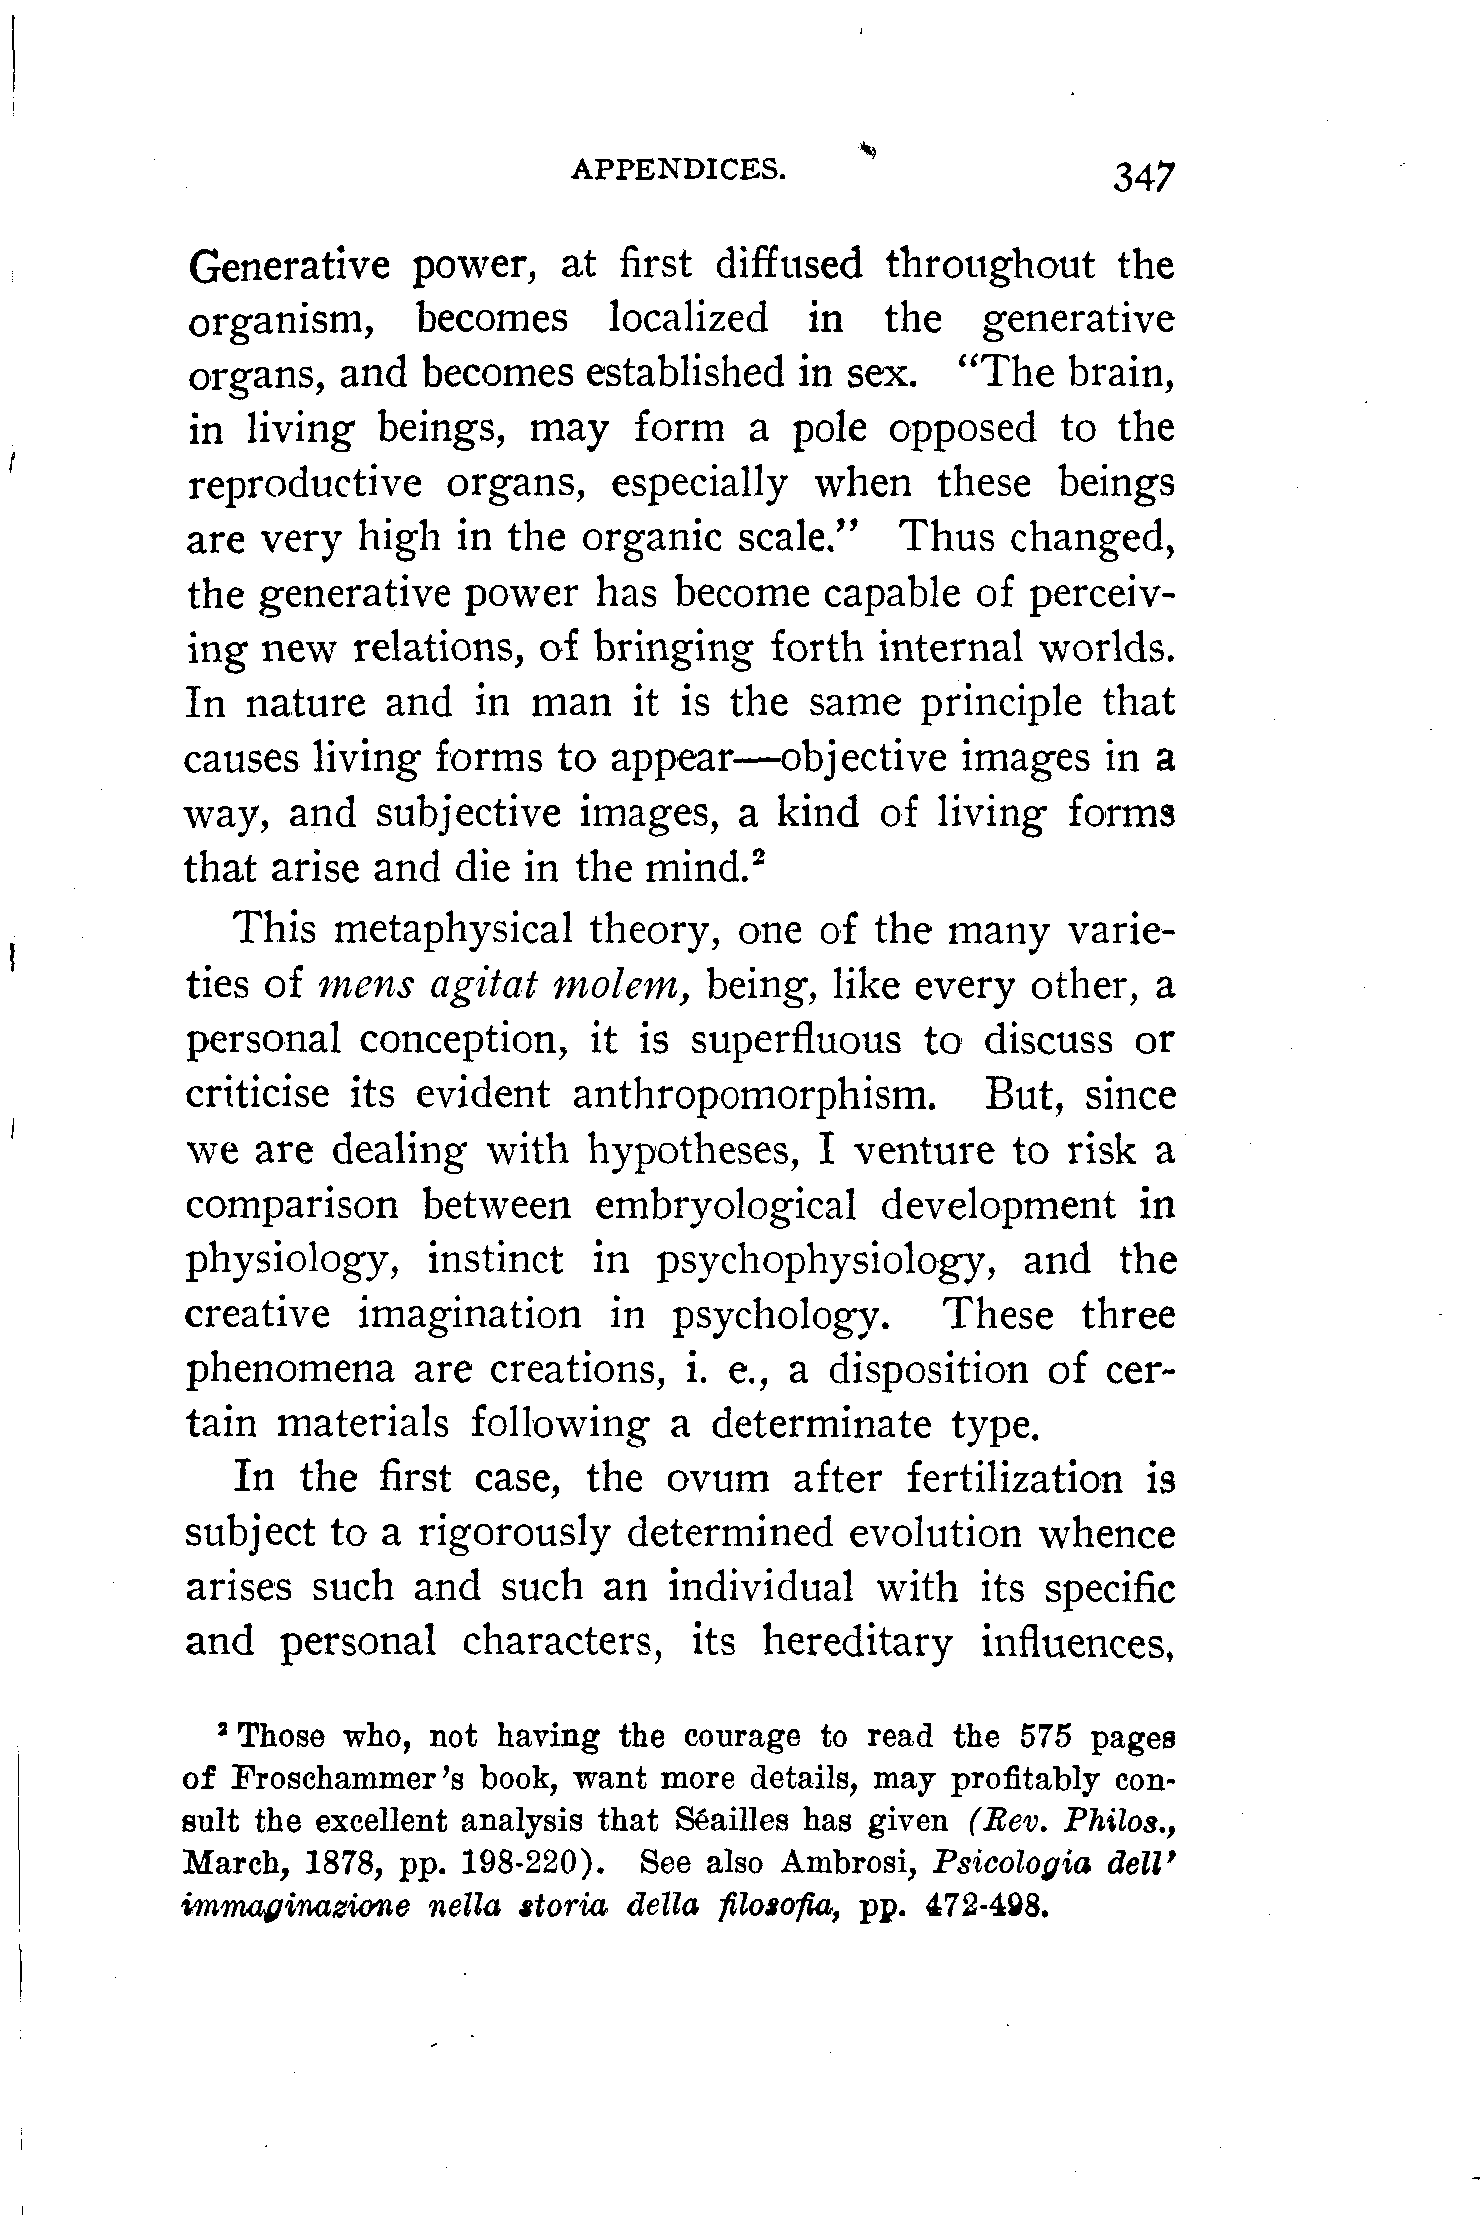 APPENDICES. 347
Generative power, at first diffused throughout the
organism, becomes localized in the generative
organs, and becomes established in sex. "The brain,
in living beings, may form a pole opposed to the
reproductive organs, especially when these beings
are very high in the organic scale." Thus changed,
the generative power has become capable of perceiv-
ing new relations, of bringing forth internal worlds.
In nature and in man it is the same principle that
causes living forms to appear—objective images in a
way, and subjective images, a kind of living forms
that arise and die in the mind.²
This metaphysical theory, one of the many varie-
ties of mens agitat molem, being, like every other, a
personal conception, it is superfluous to discuss or
criticise its evident anthropomorphism. But, since
we are dealing with hypotheses, I venture to risk a
comparison between embryological development in
physiology, instinct in psychophysiology, and the
creative imagination in psychology. These three
phenomena are creations, i. e., a disposition of cer-
tain materials following a determinate type.
In the first case, the ovum after fertilization is
subject to a rigorously determined evolution whence
arises such and such an individual with its specific
and personal characters, its hereditary influences,
² Those who, not having the courage to read the 575 pages
of Froschammer's book, want more details, may profitably con-
sult the excellent analysis that Séailles has given (Rev. Philos.,
March, 1878, pp. 198-220). See also Ambrosi, Psicologia dell'
immaginazione nella storia della filosofia, pp. 472-498.